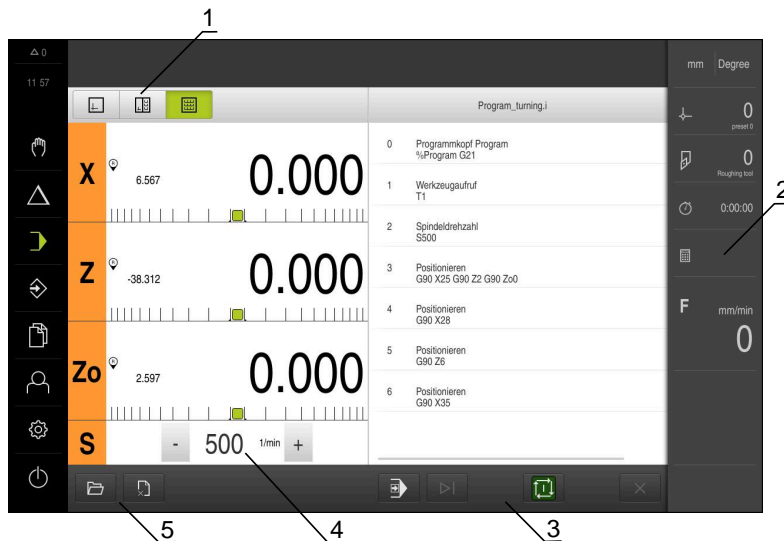 1
0
11 57
mm Degree
Program_turning.i
0
preset 0
0
Roughing tool
0:00:00
2
F mm/min
0
X R 6.567 0.000
Z R -38.312 0.000
Zo R 2.597 0.000
S - 500 1/min +
0 Programmkopf Program
%Program G21
1 Werkzeugaufruf
T1
2 Spindeldrehzahl
S500
3 Positionieren
G90 X25 G90 Z2 G90 Zo0
4 Positionieren
G90 X28
5 Positionieren
G90 Z6
6 Positionieren
G90 X35
5
4
3